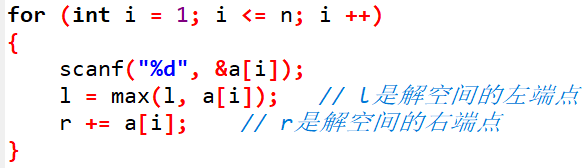 for (int i = 1; i <= n; i ++)
{
    scanf("%d", &a[i]);
    l = max(l, a[i]);   // l是解空间的左端点
    r += a[i];    // r是解空间的右端点
}